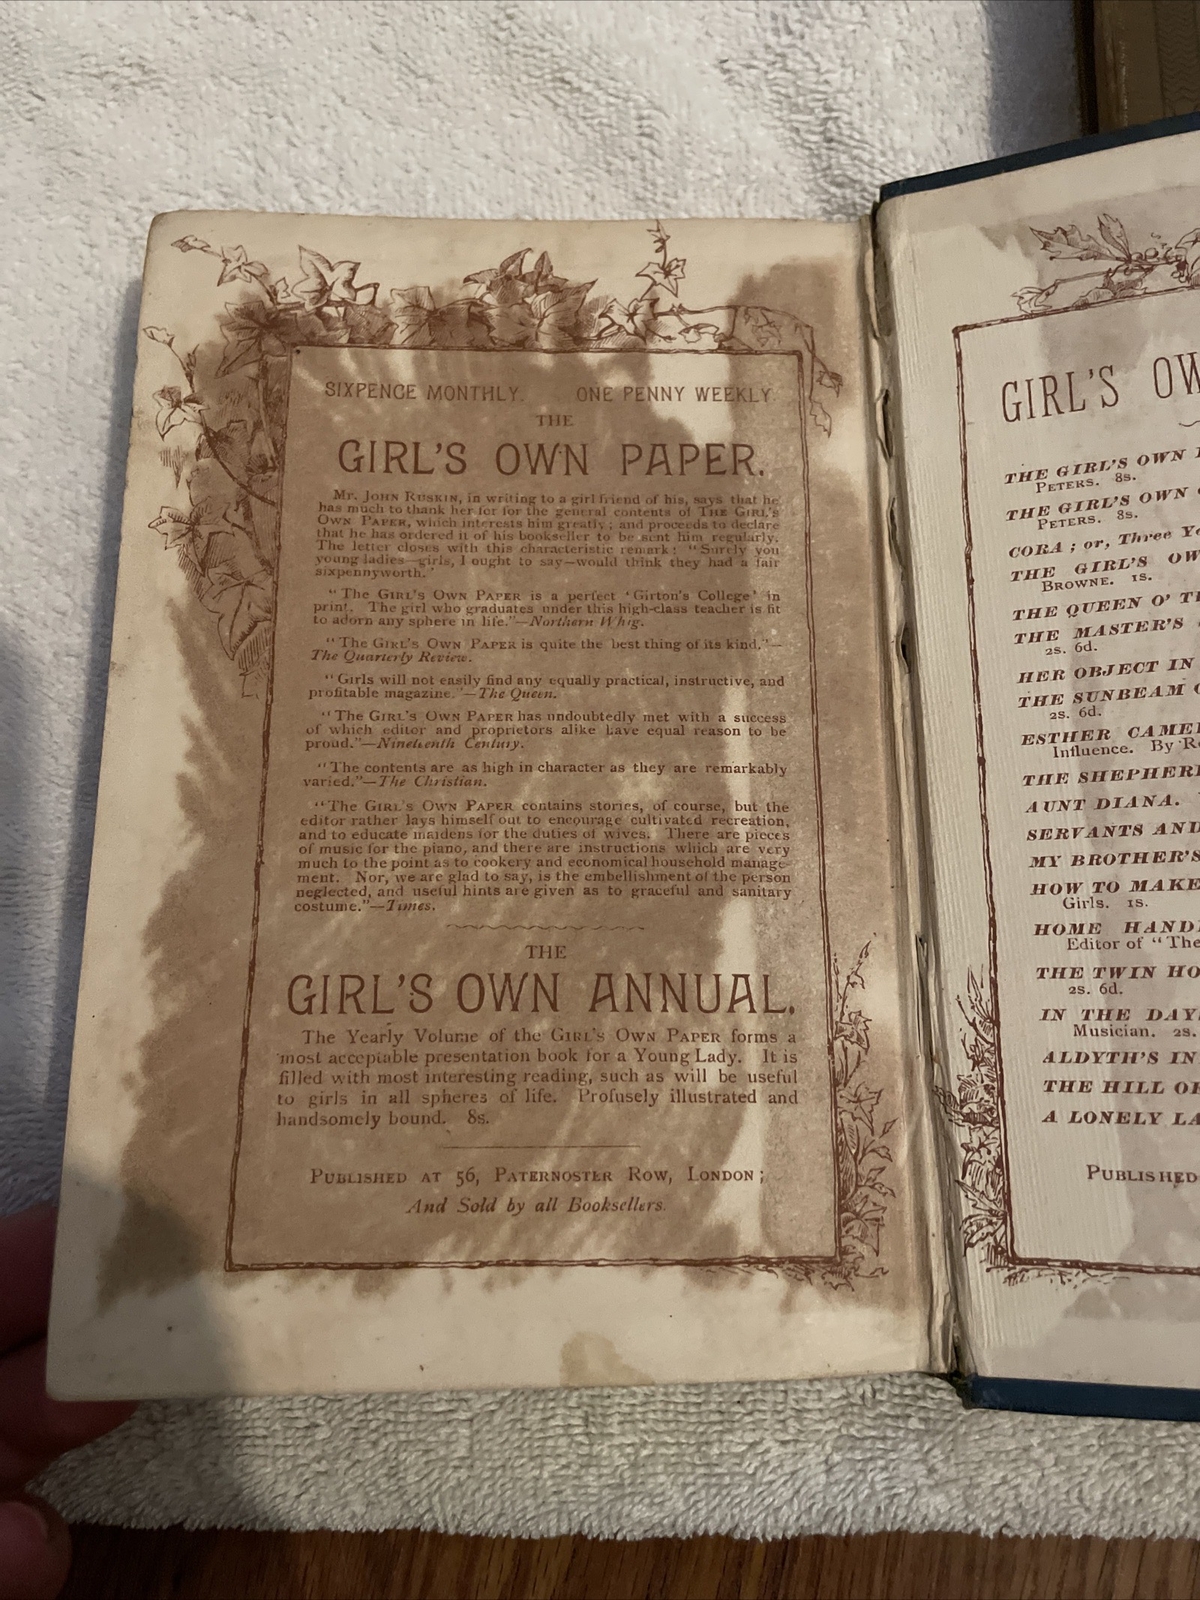 SIXPENCE MONTHLY. ONE PENNY WEEKLY
THE
GIRL'S OWN PAPER.
Mr. John Ruskin, in writing to a girl friend of his, says that he
has much to thank her for for the general contents of The Girl's
Own Paper, which interests him greatly; and proceeds to declare
that he has ordered it of his bookseller to be sent him regularly.
The letter closes with this characteristic remark: "Surely you
young ladies—girls, I ought to say—would think they had a fair
sixpennyworth."
"The Girl's Own Paper is a perfect 'Girton's College' in
print. The girl who graduates under this high-class teacher is fit
to adorn any sphere in life."—Northern Whig.
"The Girl's Own Paper is quite the best thing of its kind."—
The Quarterly Review.
"Girls will not easily find any equally practical, instructive, and
profitable magazine."—The Queen.
"The Girl's Own Paper has undoubtedly met with a success
of which editor and proprietors alike have equal reason to be
proud."—Nineteenth Century.
"The contents are as high in character as they are remarkably
varied."—The Christian.
"The Girl's Own Paper contains stories, of course, but the
editor rather lays himself out to encourage cultivated recreation,
and to educate maidens for the duties of wives. There are pieces
of music for the piano, and there are instructions which are very
much to the point as to cookery and economical household manage-
ment. Nor, we are glad to say, is the embellishment of the person
neglected, and useful hints are given as to graceful and sanitary
costume."—Times.
THE
GIRL'S OWN ANNUAL.
The Yearly Volume of the Girl's Own Paper forms a
most acceptable presentation book for a Young Lady. It is
filled with most interesting reading, such as will be useful
to girls in all spheres of life. Profusely illustrated and
handsomely bound. 8s.
Published at 56, Paternoster Row, London;
And Sold by all Booksellers.
GIRL'S OW
THE GIRL'S OWN
Peters. 8s.
THE GIRL'S OWN
Peters. 8s.
CORA; or, Three Ye
THE GIRL'S OW
Browne. 1s.
THE QUEEN O' T
THE MASTER'S
2s. 6d.
HER OBJECT IN
THE SUNBEAM
2s. 6d.
ESTHER CAME
Influence. By R
THE SHEPHER
AUNT DIANA.
SERVANTS AND
MY BROTHER'S
HOW TO MAKE
Girls. 1s.
HOME HAND
Editor of "The
THE TWIN HO
2s. 6d.
IN THE DAYS
Musician. 2s.
ALDYTH'S IN
THE HILL OF
A LONELY LA
Published